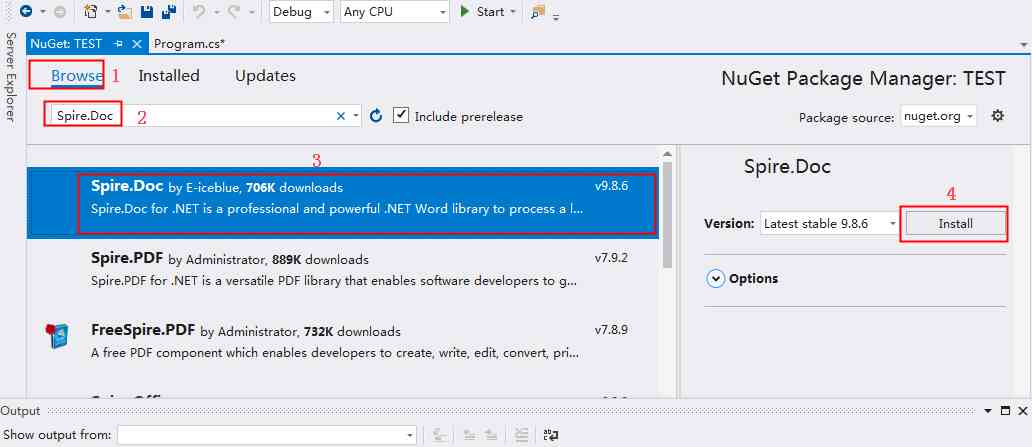 Debug
Any CPU
Start
Server Explorer
NuGet: TEST
Program.cs*
Browse 1 Installed Updates
NuGet Package Manager: TEST
Spire.Doc 2
Include prerelease
Package source: nuget.org
3
Spire.Doc by E-iceblue, 706K downloads v9.8.6
Spire.Doc for .NET is a professional and powerful .NET Word library to process a l...
Spire.PDF by Administrator, 889K downloads v7.9.2
Spire.PDF for .NET is a versatile PDF library that enables software developers to g...
FreeSpire.PDF by Administrator, 732K downloads v7.8.9
A free PDF component which enables developers to create, write, edit, convert, pri...
Spire.Doc
4
Version: Latest stable 9.8.6 Install
Options
Output
Show output from: